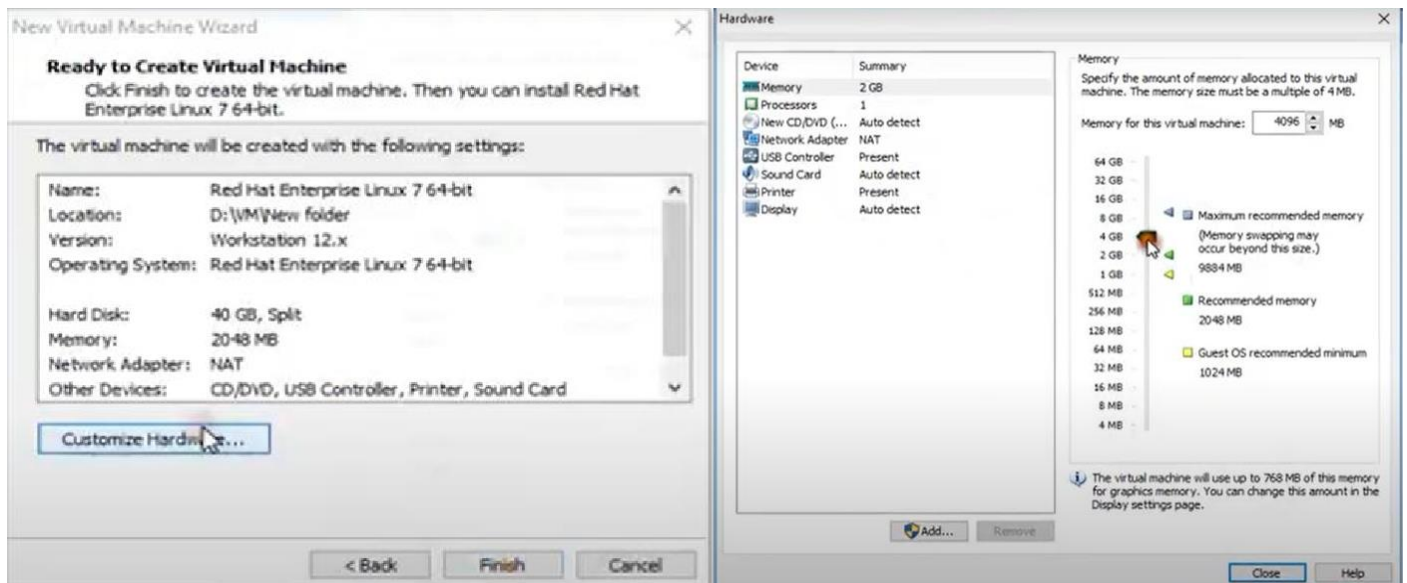 New Virtual Machine Wizard
Ready to Create Virtual Machine
Click Finish to create the virtual machine. Then you can install Red Hat
Enterprise Linux 7 64-bit.
The virtual machine will be created with the following settings:
Name: Red Hat Enterprise Linux 7 64-bit
Location: D:\VM\New folder
Version: Workstation 12.x
Operating System: Red Hat Enterprise Linux 7 64-bit
Hard Disk: 40 GB, Split
Memory: 2048 MB
Network Adapter: NAT
Other Devices: CD/DVD, USB Controller, Printer, Sound Card
Customize Hardware...
< Back Finish Cancel
Hardware
Device Summary
Memory 2 GB
Processors 1
New CD/DVD (... Auto detect
Network Adapter NAT
USB Controller Present
Sound Card Auto detect
Printer Present
Display Auto detect
Add... Remove
Memory
Specify the amount of memory allocated to this virtual
machine. The memory size must be a multiple of 4 MB.
Memory for this virtual machine: 4096 MB
64 GB
32 GB
16 GB
8 GB
4 GB
2 GB
1 GB
512 MB
256 MB
128 MB
64 MB
32 MB
16 MB
8 MB
4 MB
Maximum recommended memory
(Memory swapping may
occur beyond this size.)
9884 MB
Recommended memory
2048 MB
Guest OS recommended minimum
1024 MB
The virtual machine will use up to 768 MB of this memory
for graphics memory. You can change this amount in the
Display settings page.
Close Help